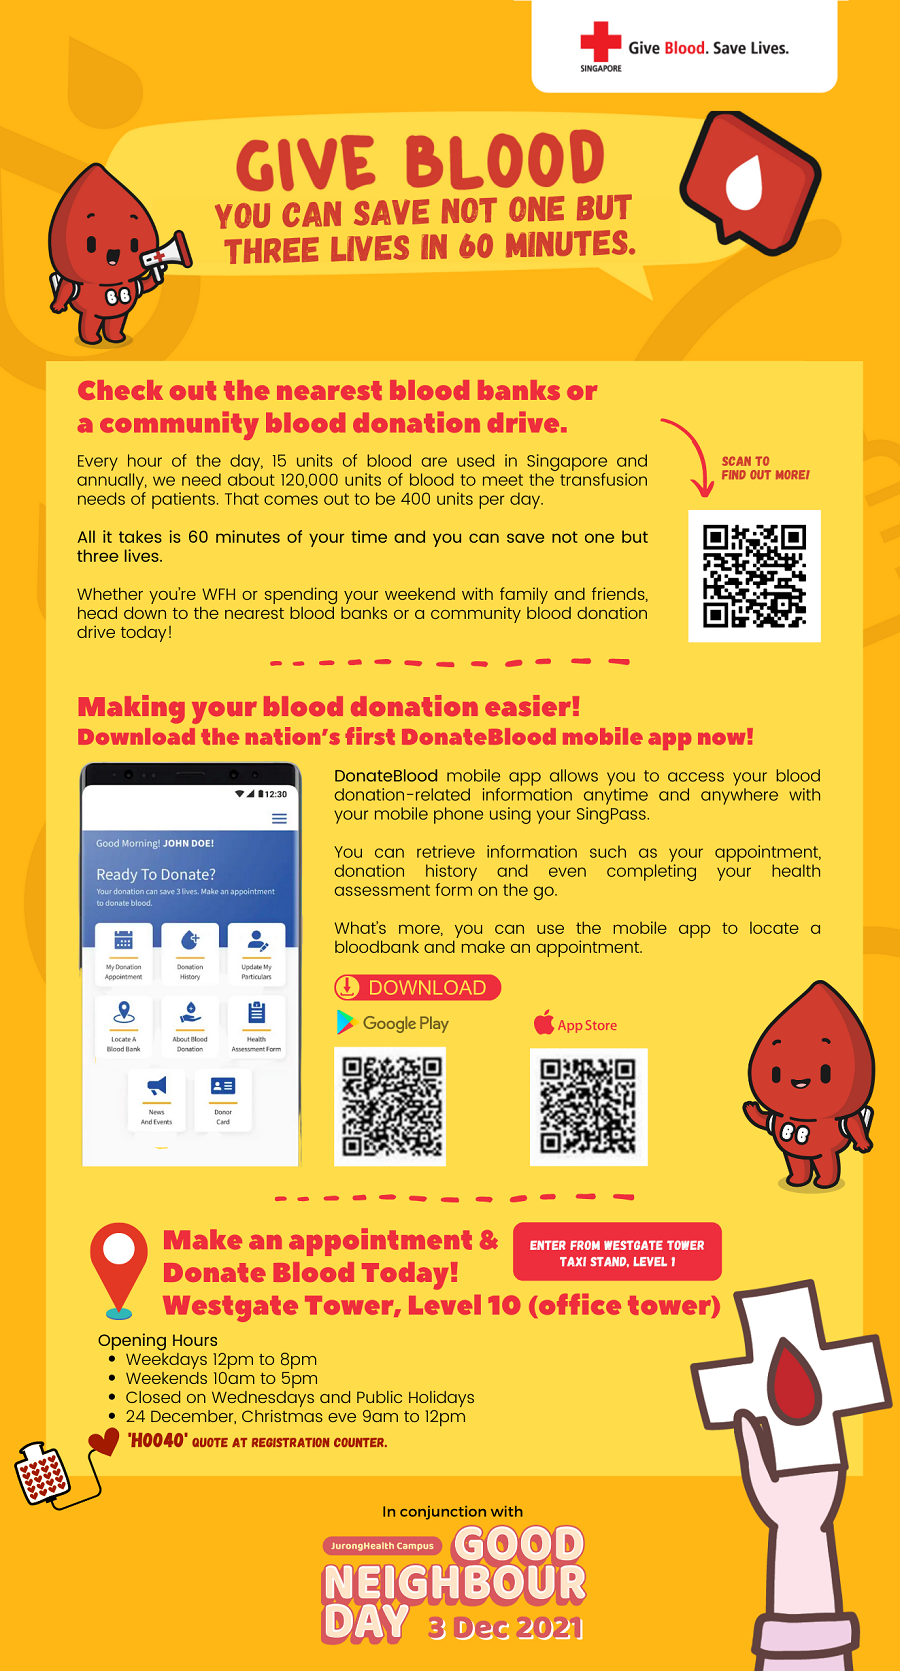 Give Blood. Save Lives.
SINGAPORE
GIVE BLOOD
YOU CAN SAVE NOT ONE BUT
THREE LIVES IN 60 MINUTES.
BB
Check out the nearest blood banks or
a community blood donation drive.
Every hour of the day, 15 units of blood are used in Singapore and
annually, we need about 120,000 units of blood to meet the transfusion
needs of patients. That comes out to be 400 units per day.
All it takes is 60 minutes of your time and you can save not one but
three lives.
Whether you're WFH or spending your weekend with family and friends,
head down to the nearest blood banks or a community blood donation
drive today!
SCAN TO
FIND OUT MORE!
Making your blood donation easier!
Download the nation's first DonateBlood mobile app now!
12:30
Good Morning! JOHN DOE!
Ready To Donate?
Your donation can save 3 lives. Make an appointment
to donate blood.
My Donation
Appointment
Donation
History
Update My
Particulars
Locate A
Blood Bank
About Blood
Donation
Health
Assessment Form
News
And Events
Donor
Card
DonateBlood mobile app allows you to access your blood
donation-related information anytime and anywhere with
your mobile phone using your SingPass.
You can retrieve information such as your appointment,
donation history and even completing your health
assessment form on the go.
What's more, you can use the mobile app to locate a
bloodbank and make an appointment.
DOWNLOAD
Google Play
App Store
BB
Make an appointment &
Donate Blood Today!
Westgate Tower, Level 10 (office tower)
ENTER FROM WESTGATE TOWER
TAXI STAND, LEVEL 1
Opening Hours
• Weekdays 12pm to 8pm
• Weekends 10am to 5pm
• Closed on Wednesdays and Public Holidays
• 24 December, Christmas eve 9am to 12pm
'H0040' QUOTE AT REGISTRATION COUNTER.
In conjunction with
JurongHealth Campus
GOOD
NEIGHBOUR
DAY 3 Dec 2021